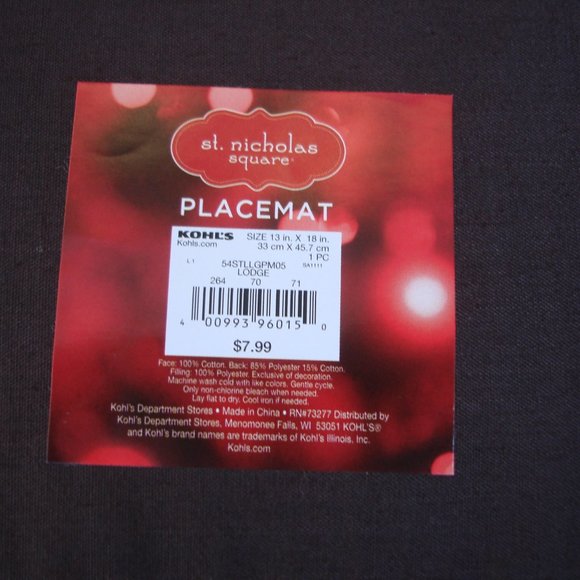 st. nicholas
square
PLACEMAT
KOHL'S SIZE 13 in. X 18 in.
Kohls.com 33 cm X 45.7 cm
1 PC
L 1 54STLLGPM05 SA1111
LODGE
264 70 71
4 00993 96015 0
$7.99
Face: 100% Cotton. Back: 85% Polyester 15% Cotton.
Filling: 100% Polyester. Exclusive of decoration.
Machine wash cold with like colors. Gentle cycle.
Only non-chlorine bleach when needed.
Lay flat to dry. Cool iron if needed.
Kohl's Department Stores • Made in China • RN#73277 Distributed by
Kohl's Department Stores, Menomonee Falls, WI 53051 KOHL'S®
and Kohl's brand names are trademarks of Kohl's Illinois, Inc.
Kohls.com